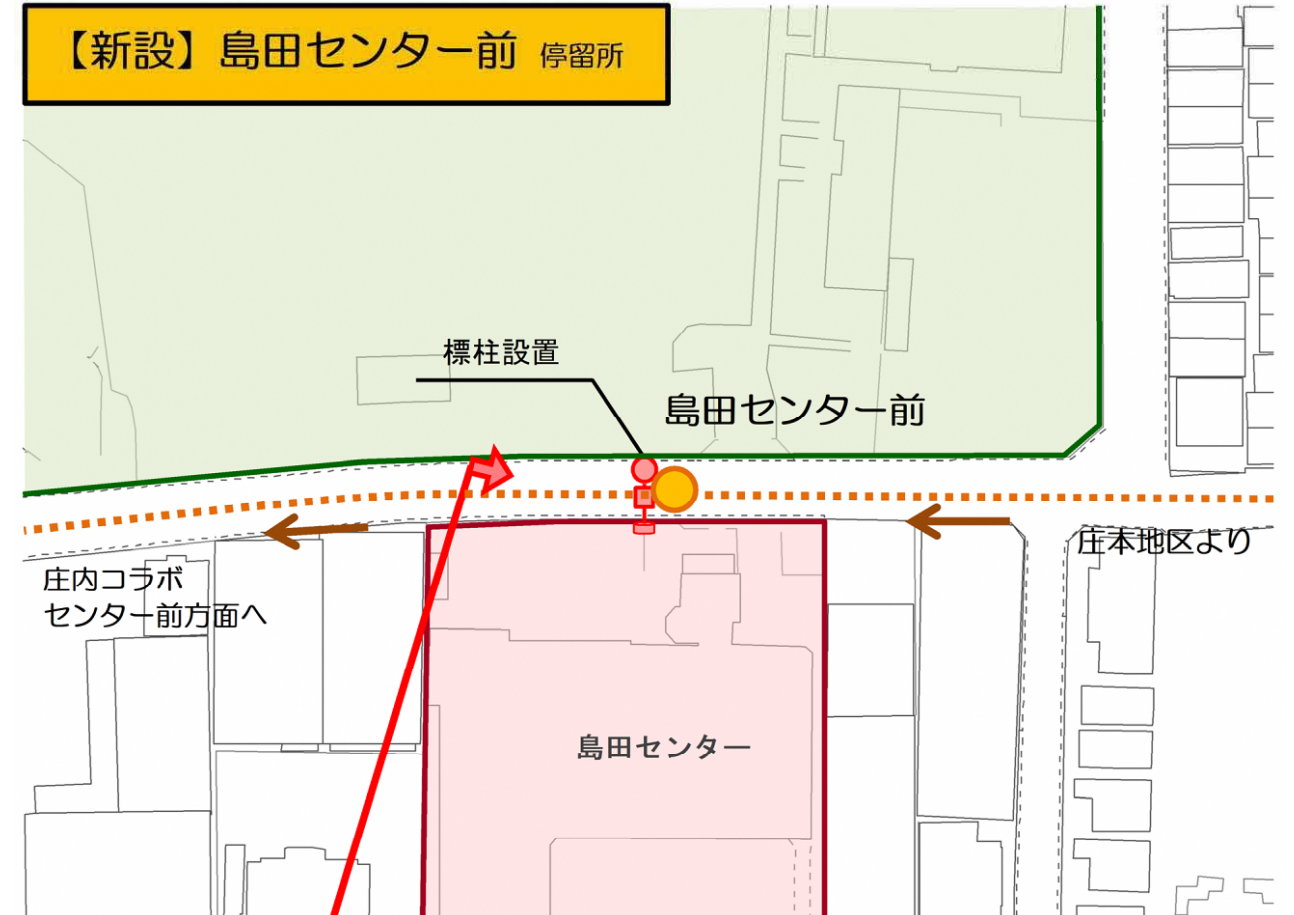 【新設】島田センター前 停留所
標柱設置
島田センター前
庄本地区より
庄内コラボ
センター前方面へ
島田センター